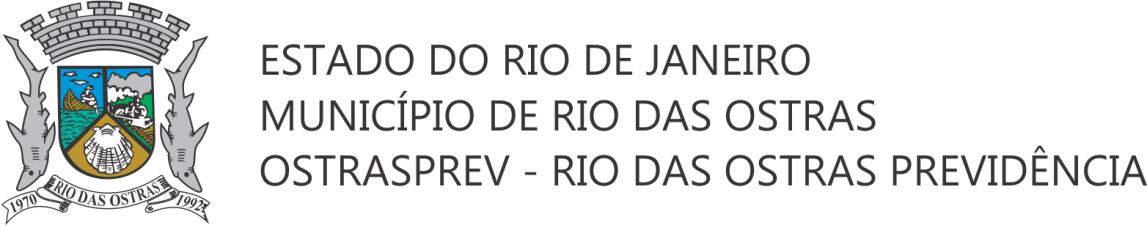 ESTADO DO RIO DE JANEIRO
MUNICÍPIO DE RIO DAS OSTRAS
OSTRASPREV - RIO DAS OSTRAS PREVIDÊNCIA
1970 RIO DAS OSTRAS 1992